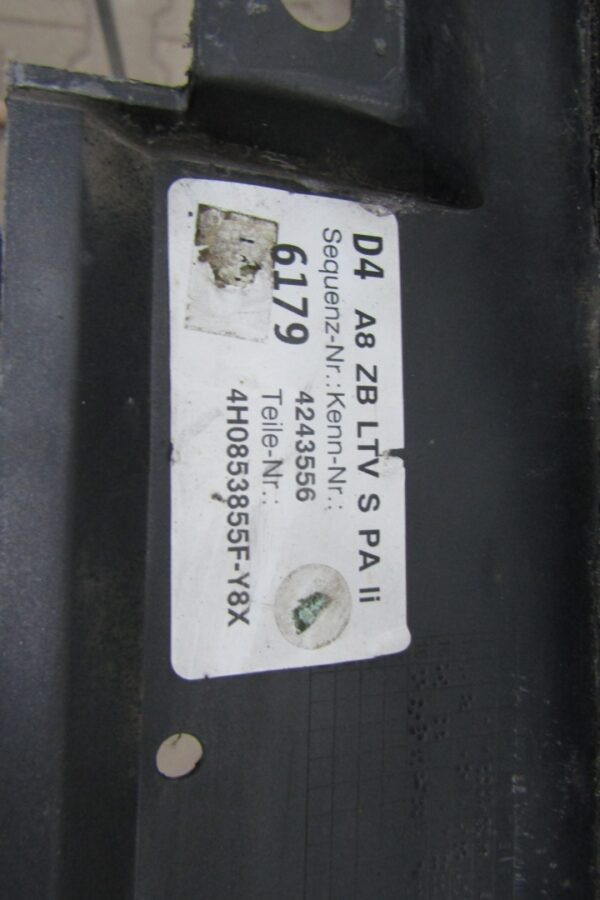 D4 A8 ZB LTV S PA li
Sequenz-Nr.:Kenn-Nr.:
6179 4243556
Teile-Nr.:
4H0853855F-Y8X